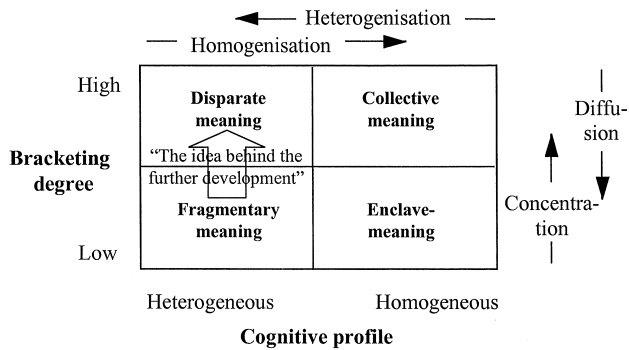 Heterogenisation
Homogenisation
High
Disparate
meaning
Collective
meaning
Diffu-
sion
Bracketing
degree
“The idea behind the
further development”
Fragmentary
meaning
Enclave-
meaning
Concentra-
tion
Low
Heterogeneous
Homogeneous
Cognitive profile